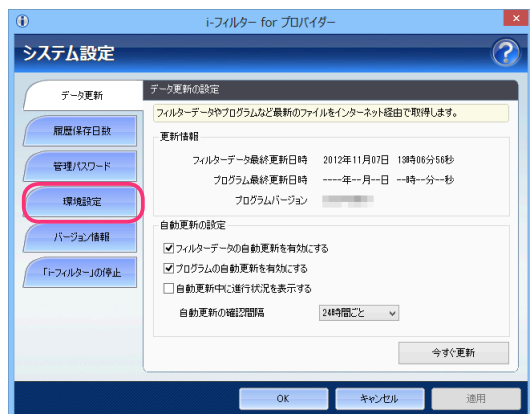 i-フィルター for プロバイダー
システム設定
データ更新
履歴保存日数
管理パスワード
環境設定
バージョン情報
「i-フィルター」の停止
データ更新の設定
フィルターデータやプログラムなど最新のファイルをインターネット経由で取得します。
更新情報
フィルターデータ最終更新日時 2012年11月07日 13時06分56秒
プログラム最終更新日時 ----年--月--日 --時--分--秒
プログラムバージョン
自動更新の設定
フィルターデータの自動更新を有効にする
プログラムの自動更新を有効にする
自動更新中に進行状況を表示する
自動更新の確認間隔 24時間ごと
今すぐ更新
OK キャンセル 適用